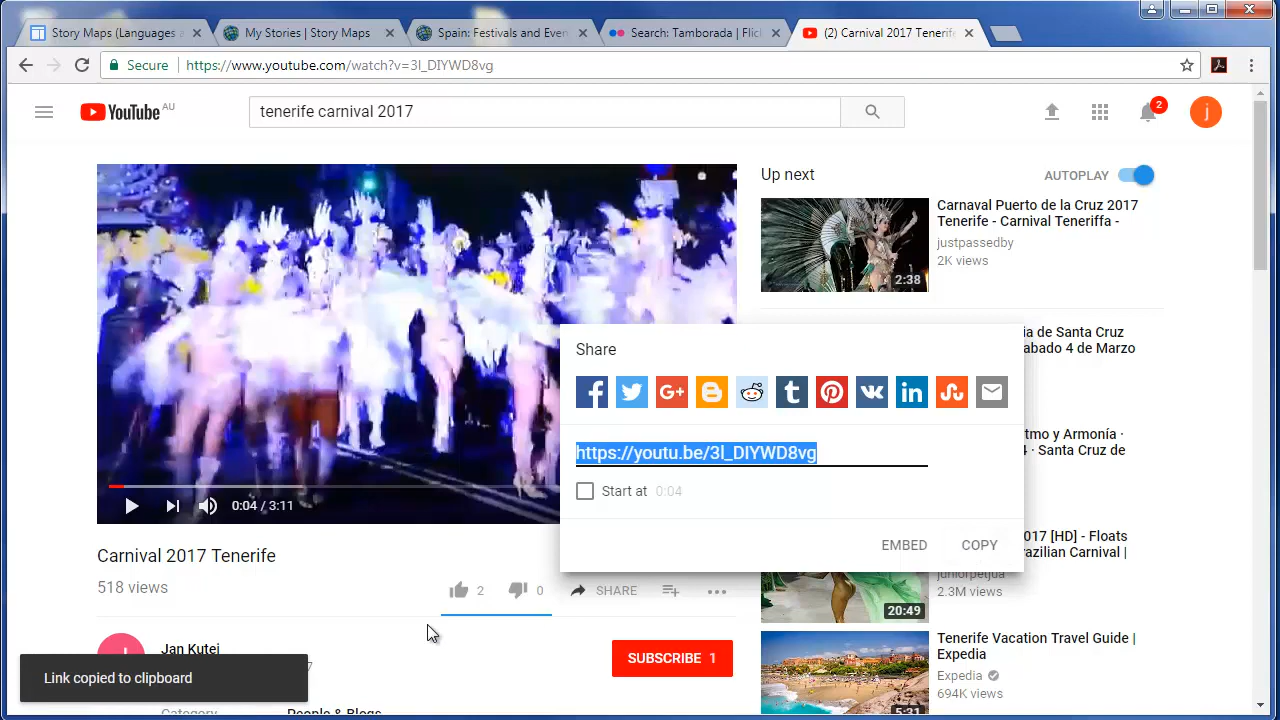 Story Maps (Languages a
My Stories | Story Maps
Spain: Festivals and Even
Search: Tamborada | Flic
(2) Carnival 2017 Tenerife
Secure
https://www.youtube.com/watch?v=3l_DIYWD8vg
YouTube AU
tenerife carnival 2017
2
j
Up next
AUTOPLAY
Carnaval Puerto de la Cruz 2017
Tenerife - Carnival Teneriffa -
justpassedby
2K views
2:38
ia de Santa Cruz
abado 4 de Marzo
Share
https://youtu.be/3l_DIYWD8vg
Start at 0:04
EMBED
COPY
tmo y Armonía ·
4 · Santa Cruz de
017 [HD] - Floats
razilian Carnival |
juniorpetjua
2.3M views
20:49
0:04 / 3:11
Carnival 2017 Tenerife
518 views
2
0
SHARE
Jan Kutej
7
SUBSCRIBE 1
Link copied to clipboard
Category
People & Blogs
Tenerife Vacation Travel Guide |
Expedia
Expedia
694K views
5:31